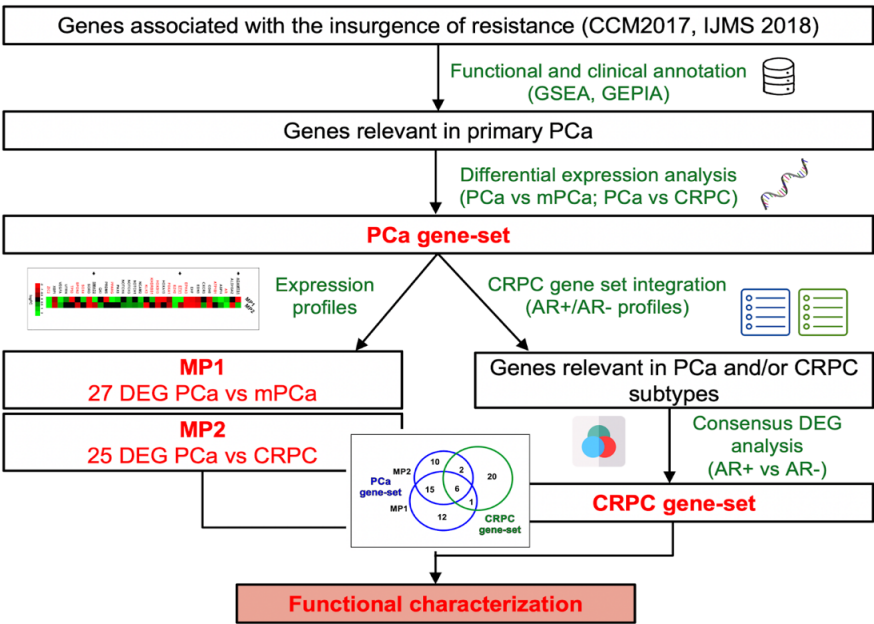 Genes associated with the insurgence of resistance (CCM2017, IJMS 2018)
Functional and clinical annotation
(GSEA, GEPIA)
Genes relevant in primary PCa
Differential expression analysis
(PCa vs mPCa; PCa vs CRPC)
PCa gene-set
MP1
MP2
Expression
profiles
CRPC gene set integration
(AR+/AR- profiles)
MP1
27 DEG PCa vs mPCa
MP2
25 DEG PCa vs CRPC
Genes relevant in PCa and/or CRPC
subtypes
Consensus DEG
analysis
(AR+ vs AR-)
MP2
10
2
20
PCa
gene-set
15
6
MP1
1
12
CRPC
gene-set
CRPC gene-set
Functional characterization